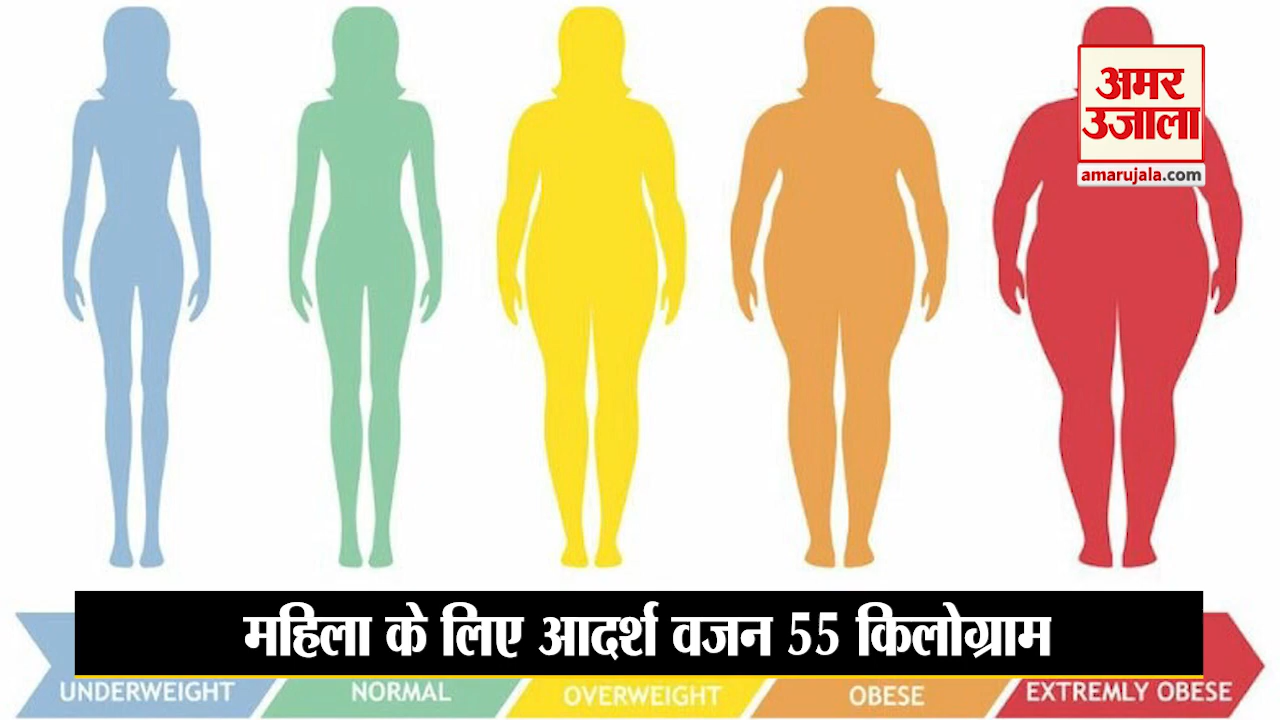 अमर
उजाला
amarujala.com
महिला के लिए आदर्श वजन 55 किलोग्राम
UNDERWEIGHT
NORMAL
OVERWEIGHT
OBESE
EXTREMLY OBESE